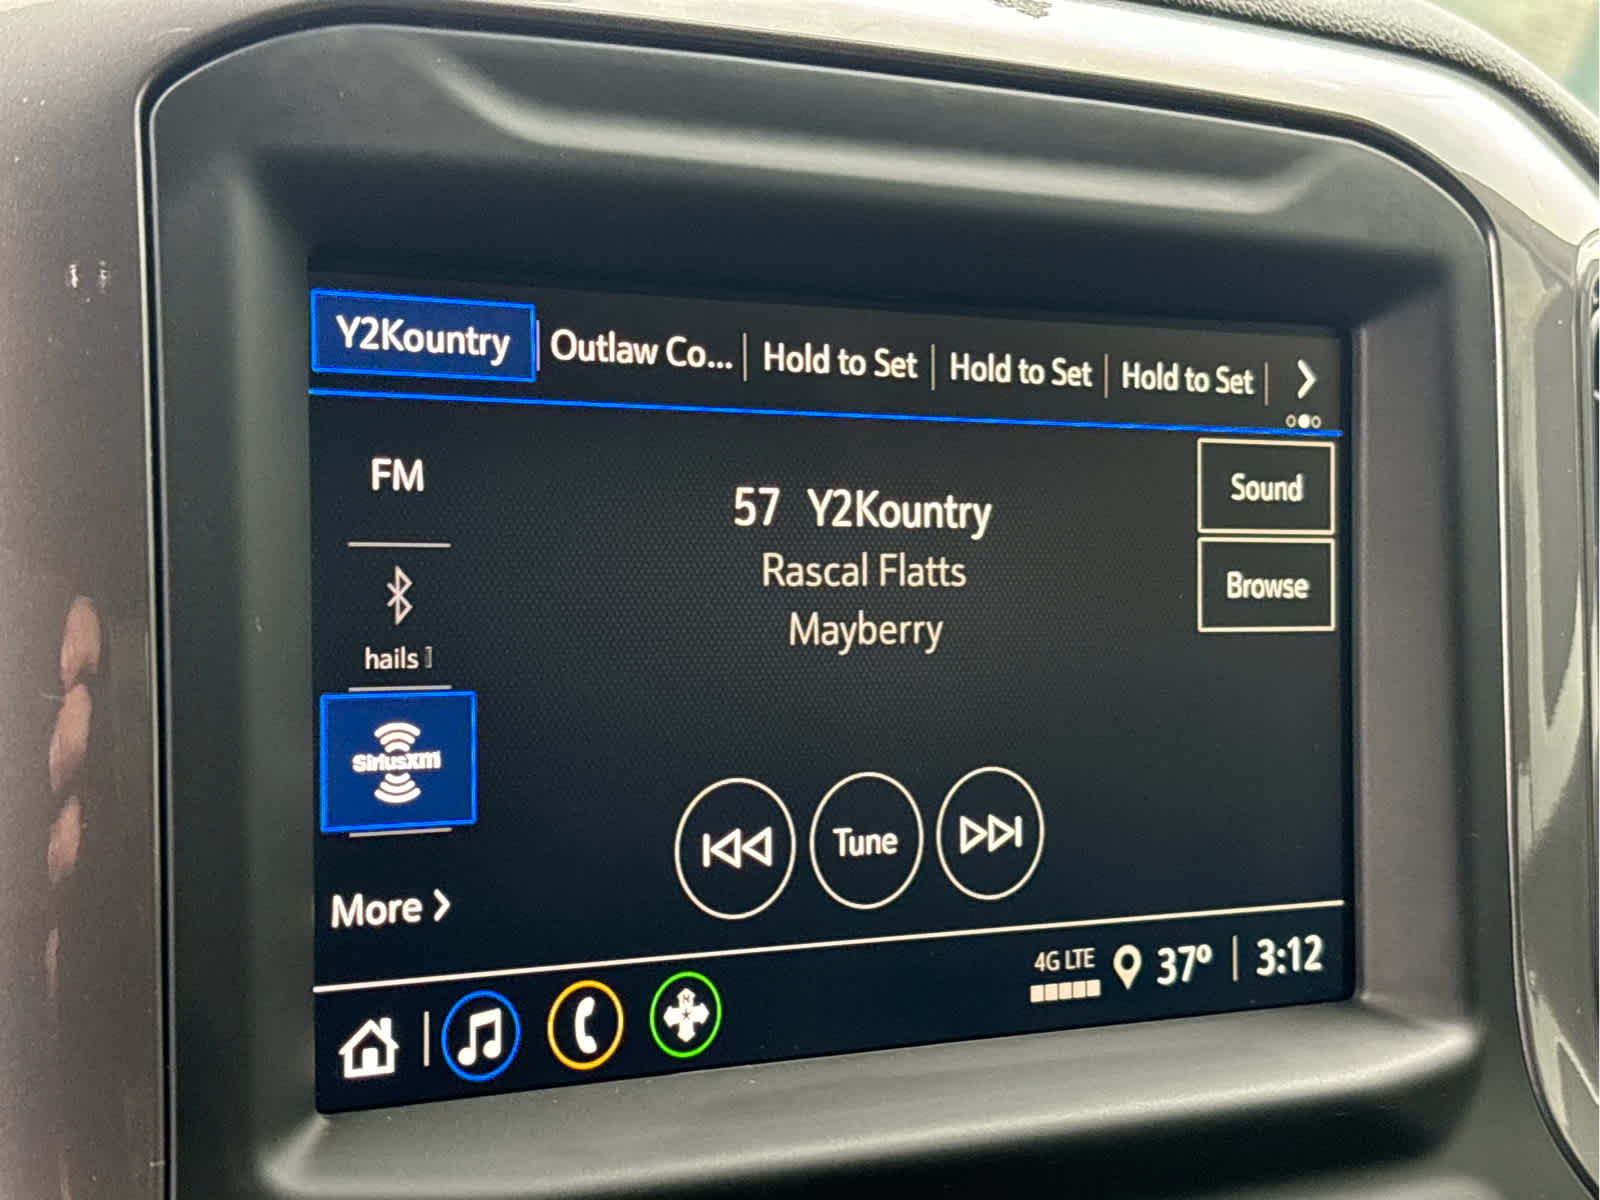 Y2Kountry
Outlaw Co...
Hold to Set
Hold to Set
Hold to Set
FM
57 Y2Kountry
Sound
Rascal Flatts
Browse
Mayberry
hails
SiriusXM
Tune
More
4G LTE
37°
3:12
N